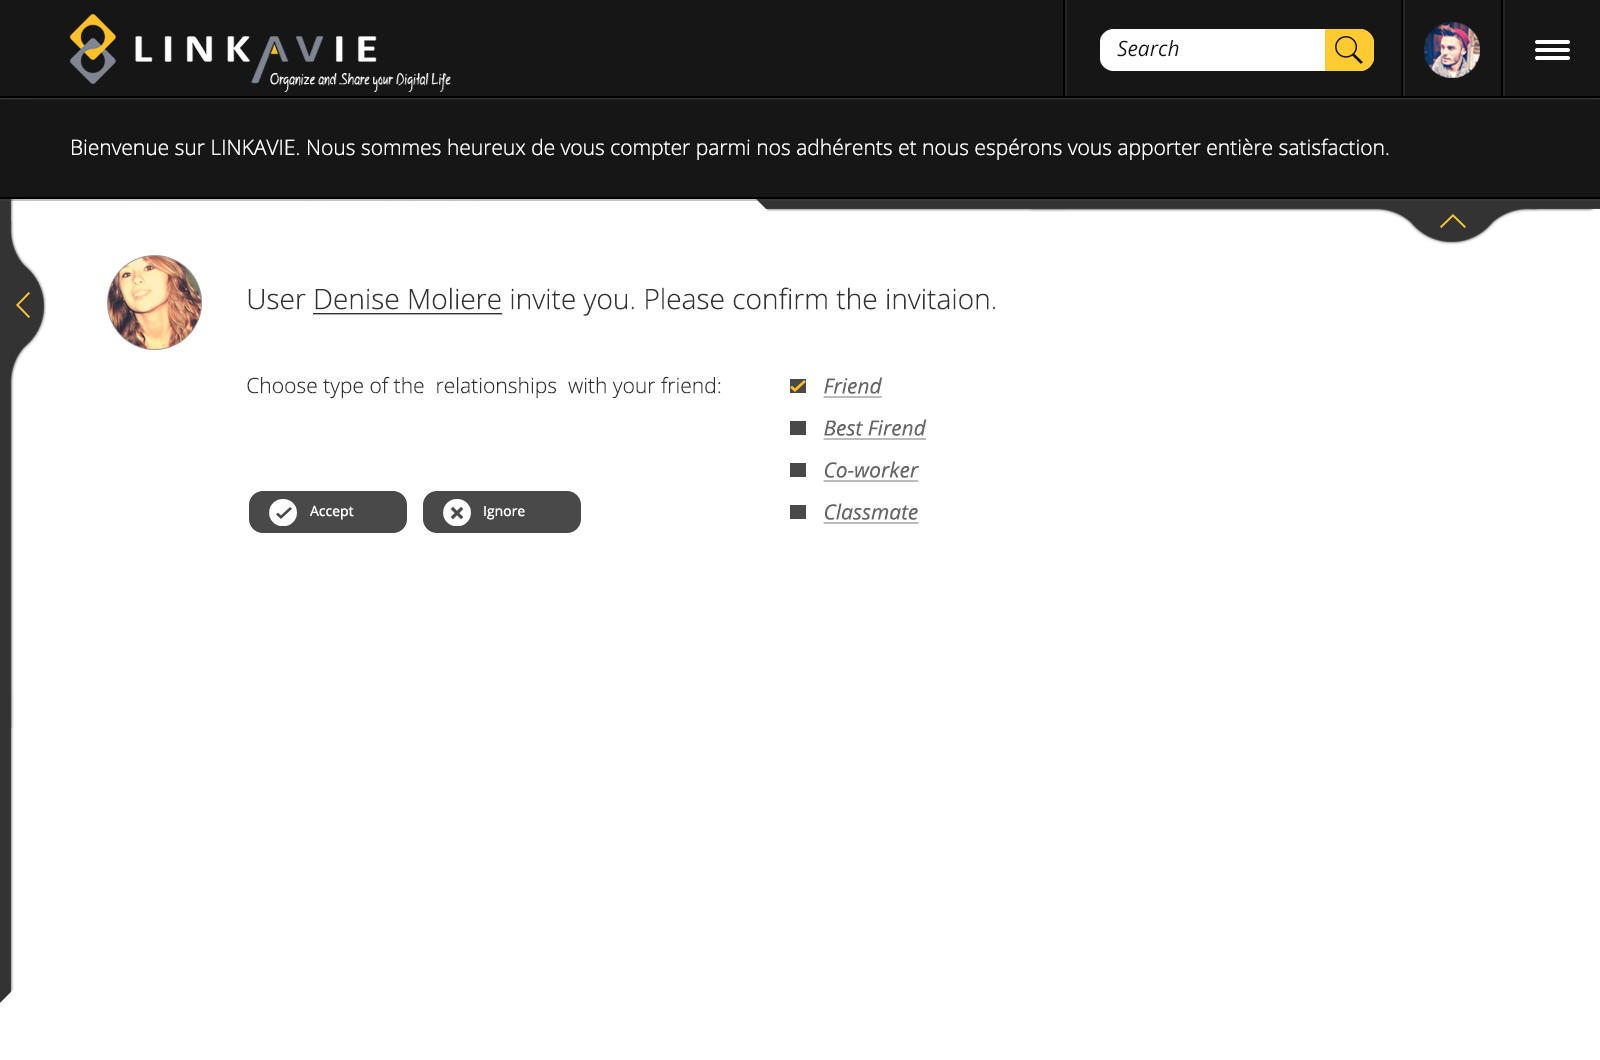 LINKAVIE
Organize and Share your Digital Life
Search
Bienvenue sur LINKAVIE. Nous sommes heureux de vous compter parmi nos adhérents et nous espérons vous apporter entière satisfaction.
User Denise Moliere invite you. Please confirm the invitaion.
Choose type of the relationships with your friend:
Friend
Best Firend
Co-worker
Classmate
Accept
Ignore